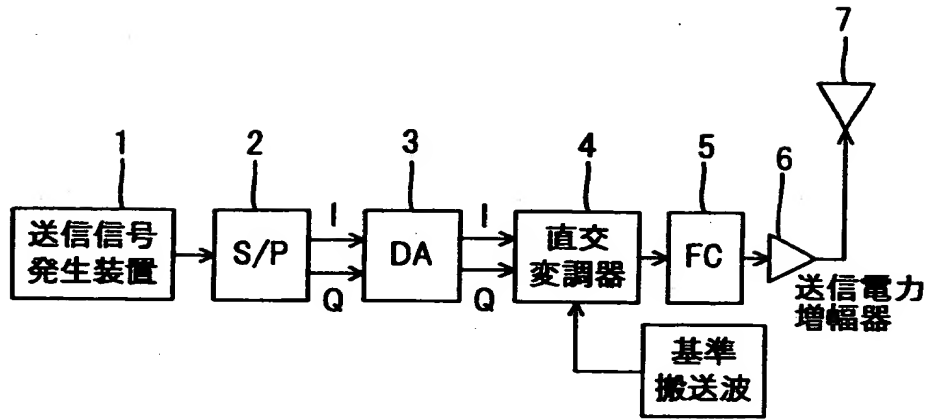 7
1
2
3
4
5
6
送信信号
発生装置
S/P
I
Q
DA
I
Q
直交
変調器
FC
送信電力
増幅器
基準
搬送波